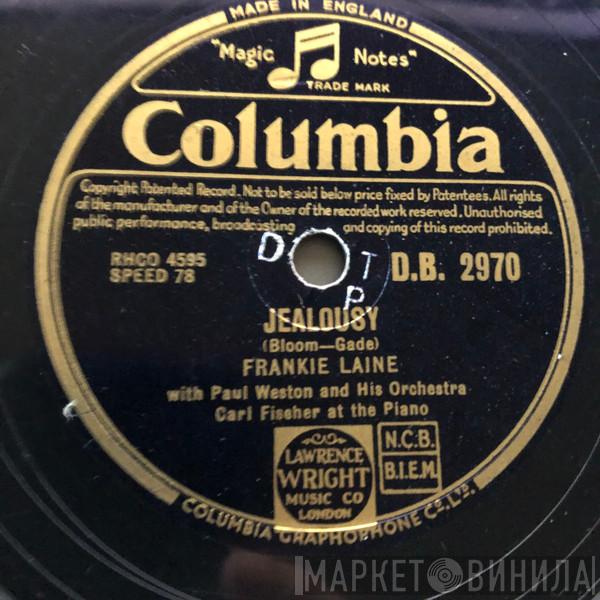 MADE IN ENGLAND
"Magic Notes"
TRADE MARK
Columbia
Copyright Patented Record. Not to be sold below price fixed by Patentees. All rights
of the manufacturer and of the Owner of the recorded work reserved. Unauthorised
public performance, broadcasting and copying of this record prohibited.
RHCO 4595
SPEED 78
D T
P
D.B. 2970
JEALOUSY
(Bloom—Gade)
FRANKIE LAINE
with Paul Weston and His Orchestra
Carl Fischer at the Piano
LAWRENCE
WRIGHT
MUSIC CO
LONDON
N.C.B.
B.I.E.M.
COLUMBIA GRAPHOPHONE CO. LTD.
МАРКЕТ ВИНИЛА